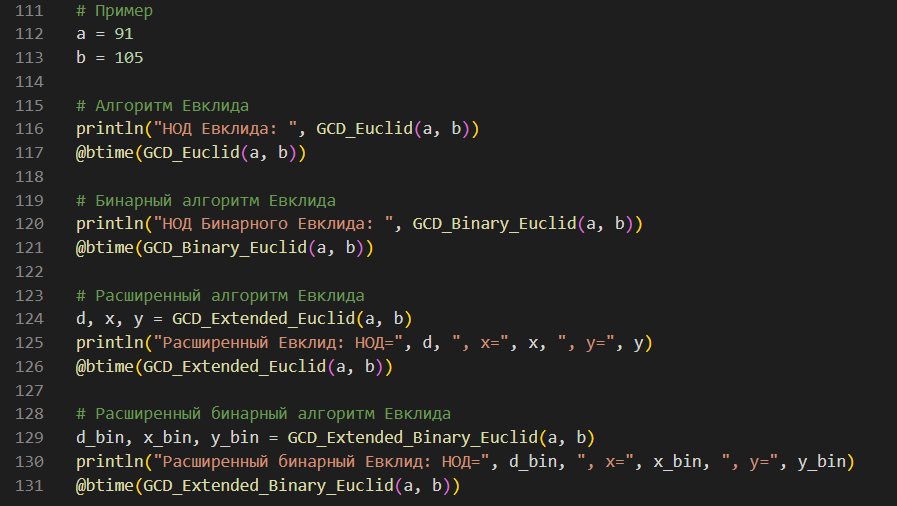 111 # Пример
112 a = 91
113 b = 105
114
115 # Алгоритм Евклида
116 println("НОД Евклида: ", GCD_Euclid(a, b))
117 @btime(GCD_Euclid(a, b))
118
119 # Бинарный алгоритм Евклида
120 println("НОД Бинарного Евклида: ", GCD_Binary_Euclid(a, b))
121 @btime(GCD_Binary_Euclid(a, b))
122
123 # Расширенный алгоритм Евклида
124 d, x, y = GCD_Extended_Euclid(a, b)
125 println("Расширенный Евклид: НОД=", d, ", x=", x, ", y=", y)
126 @btime(GCD_Extended_Euclid(a, b))
127
128 # Расширенный бинарный алгоритм Евклида
129 d_bin, x_bin, y_bin = GCD_Extended_Binary_Euclid(a, b)
130 println("Расширенный бинарный Евклид: НОД=", d_bin, ", x=", x_bin, ", y=", y_bin)
131 @btime(GCD_Extended_Binary_Euclid(a, b))